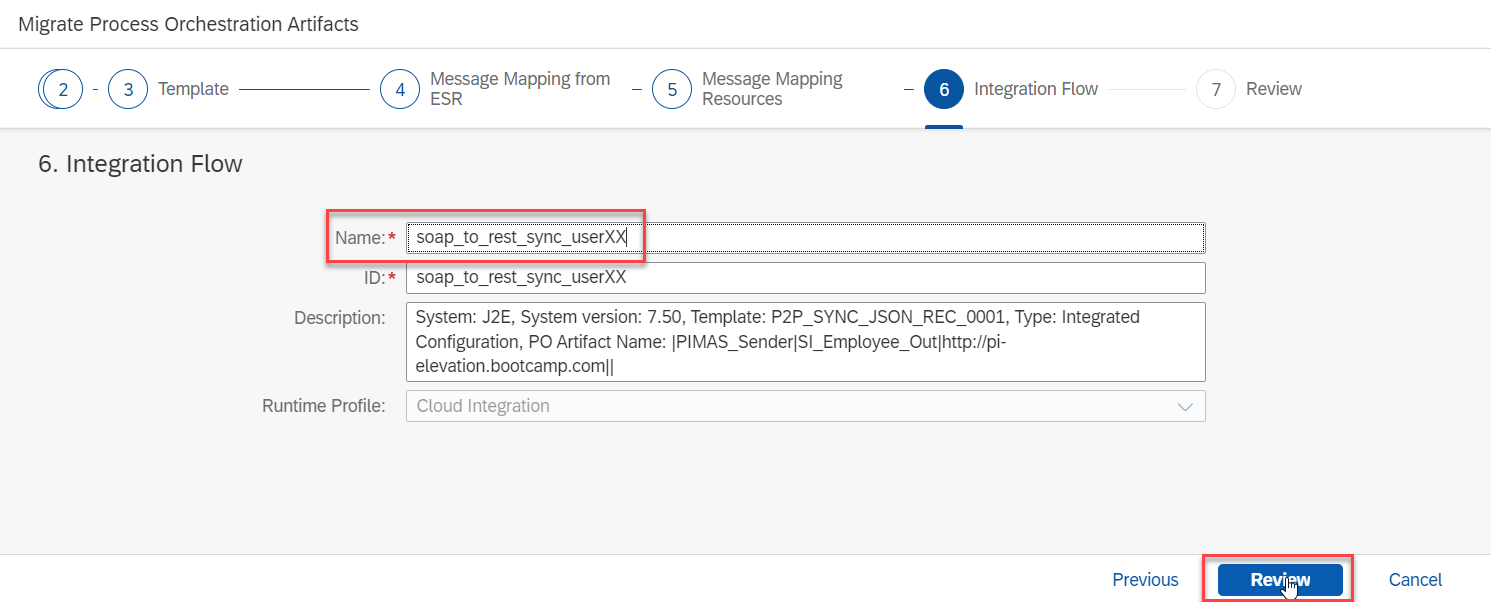 Migrate Process Orchestration Artifacts
2 3 Template 4 Message Mapping from
ESR 5 Message Mapping
Resources 6 Integration Flow 7 Review
6. Integration Flow
Name:* soap_to_rest_sync_userXX
ID:* soap_to_rest_sync_userXX
Description: System: J2E, System version: 7.50, Template: P2P_SYNC_JSON_REC_0001, Type: Integrated
Configuration, PO Artifact Name: |PIMAS_Sender|SI_Employee_Out|http://pi-
elevation.bootcamp.com||
Runtime Profile: Cloud Integration
Previous Review Cancel